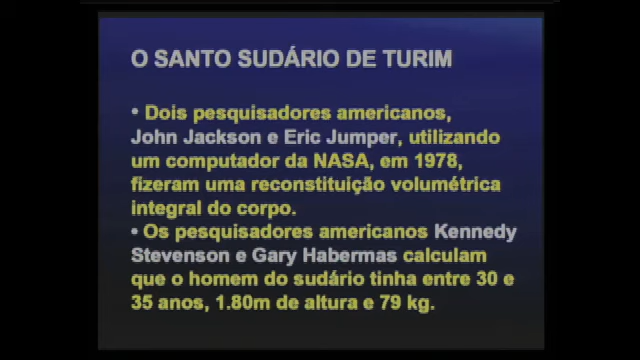 O SANTO SUDÁRIO DE TURIM
• Dois pesquisadores americanos,
John Jackson e Eric Jumper, utilizando
um computador da NASA, em 1978,
fizeram uma reconstituição volumétrica
integral do corpo.
• Os pesquisadores americanos Kennedy
Stevenson e Gary Habermas calculam
que o homem do sudário tinha entre 30 e
35 anos, 1.80m de altura e 79 kg.